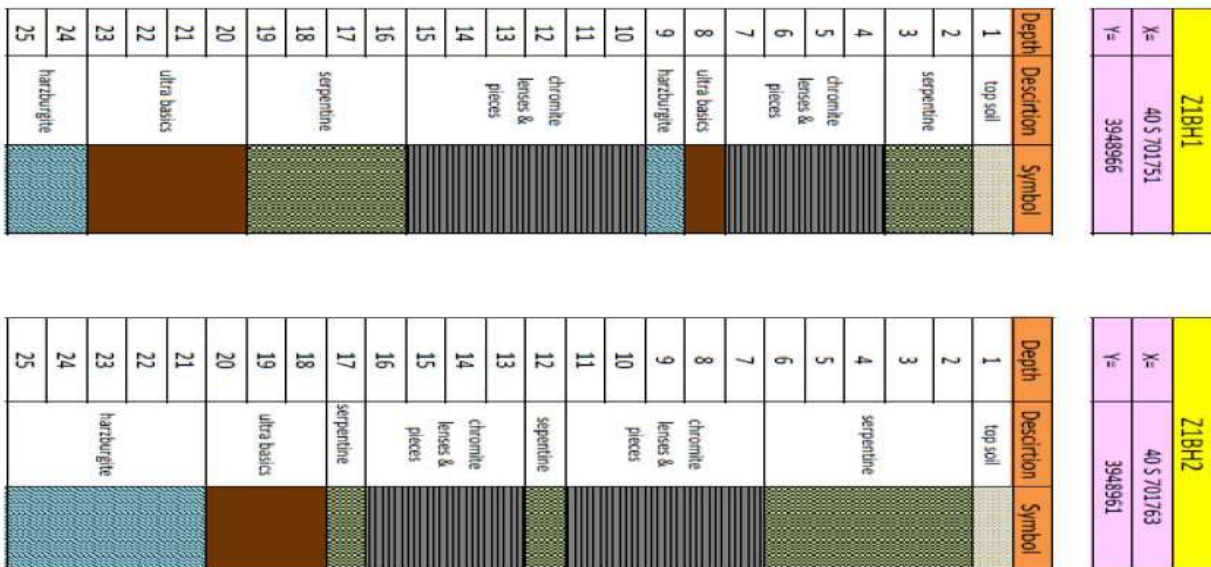 Z1BH1
X= 40 S 701751
Y= 3948966
Depth Descirtion Symbol
1 top soil
2
3 serpentine
4
5 chromite
6 lenses &
7 pieces
8 ultra basics
9 harzburgite
10
11
12 chromite
13 lenses &
14 pieces
15
16
17 serpentine
18
19
20
21 ultra basics
22
23
24 harzburgite
25
Z1BH2
X= 40 S 701763
Y= 3948961
Depth Descirtion Symbol
1 top soil
2
3
4 serpentine
5
6
7
8 chromite
9 lenses &
10 pieces
11
12 sepentine
13
14 chromite
15 lenses &
16 pieces
17 serpentine
18
19 ultra basics
20
21
22
23 harzburgite
24
25